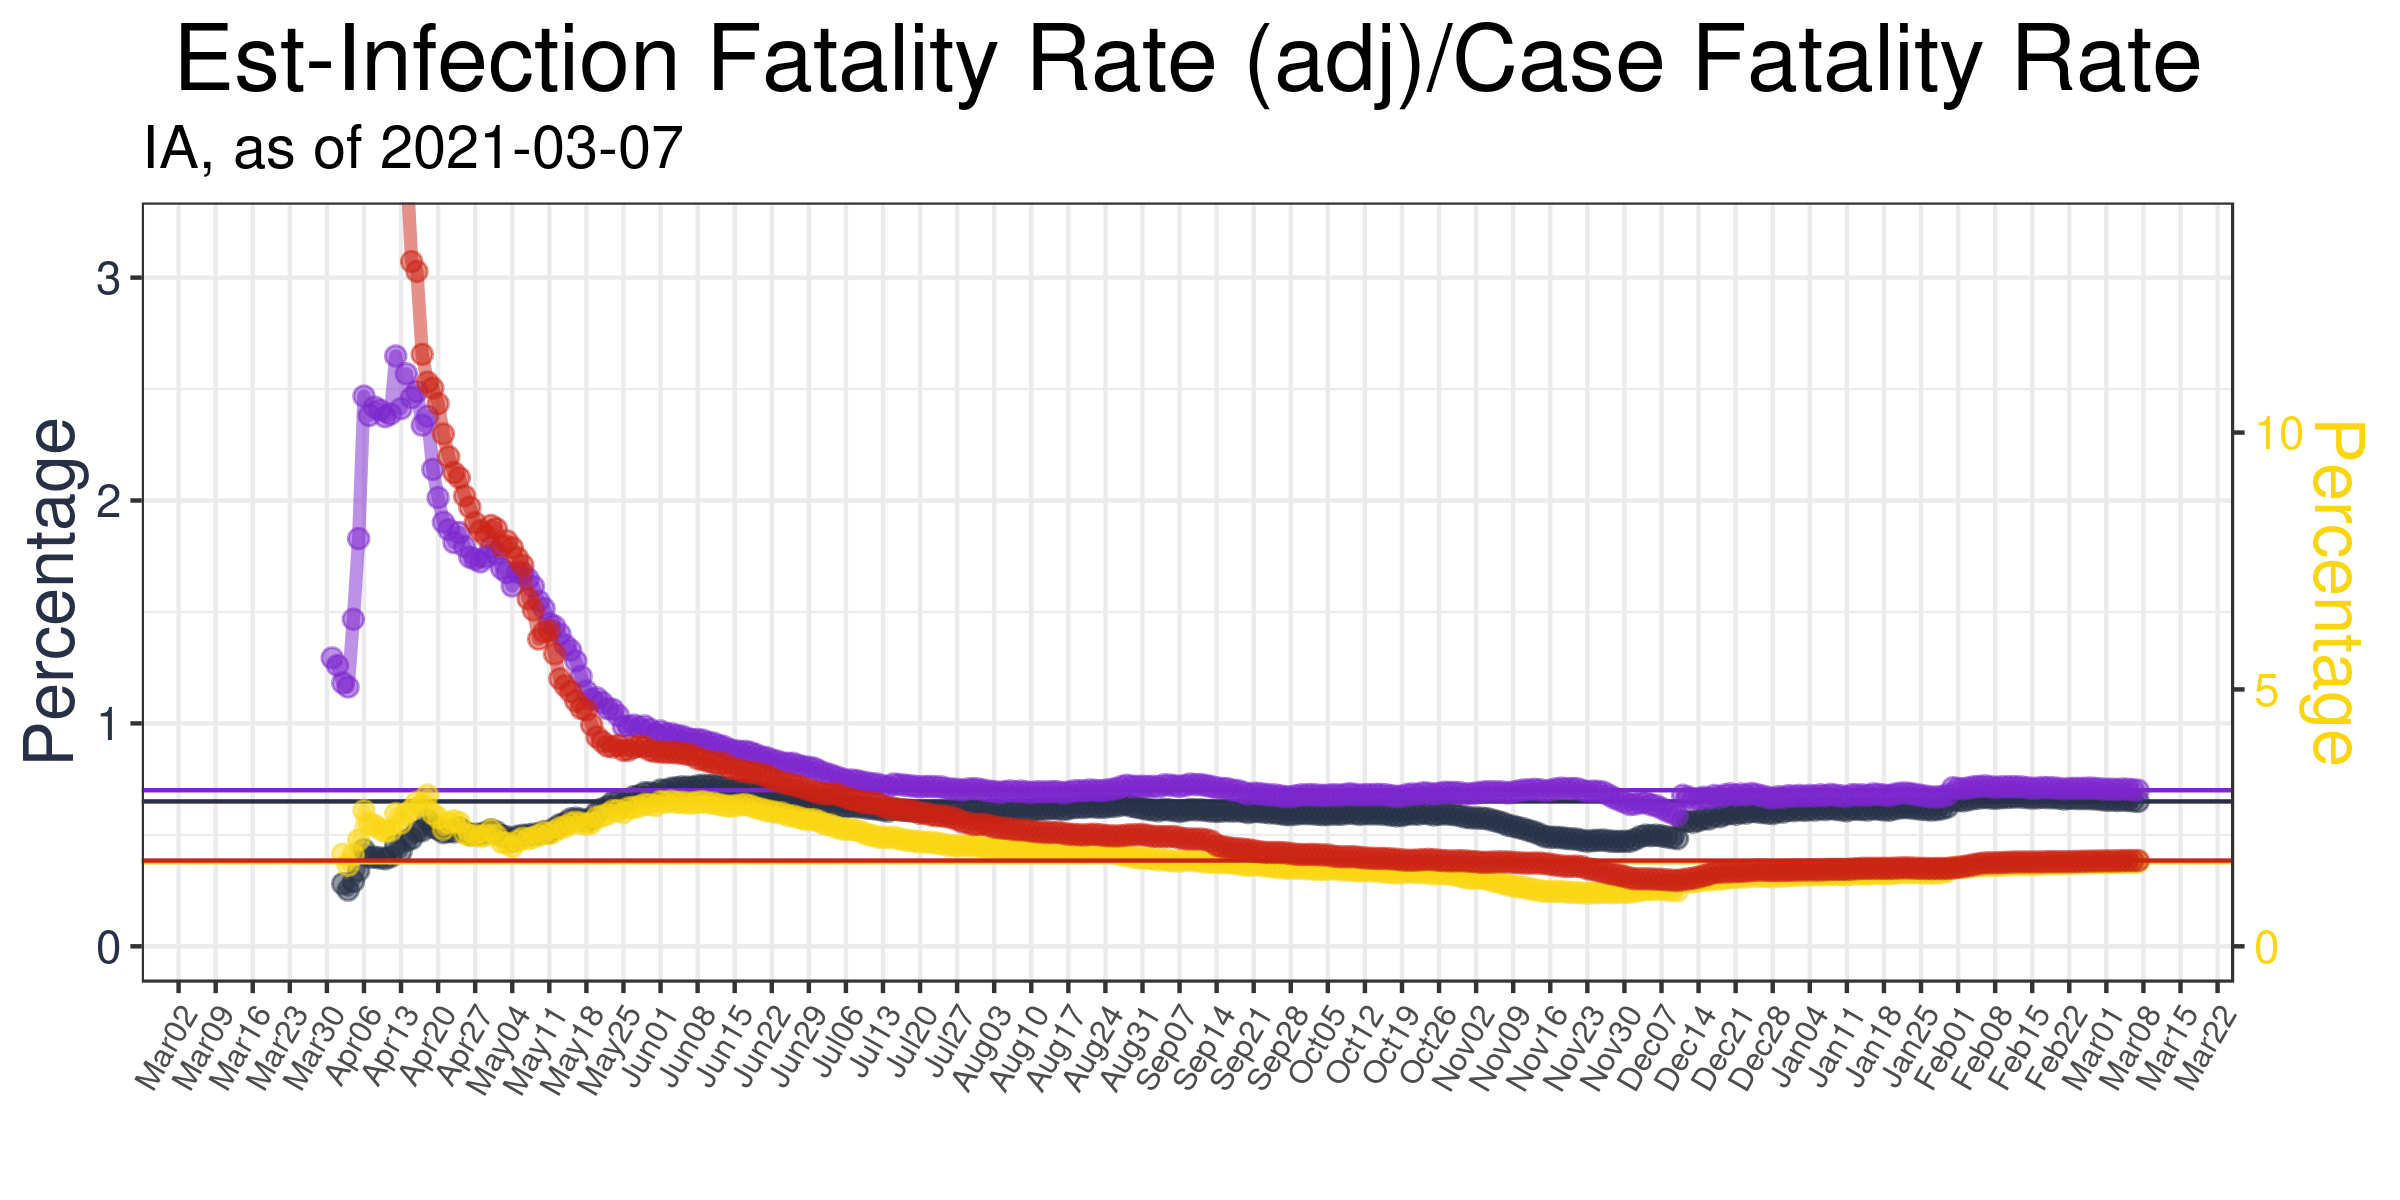 Est-Infection Fatality Rate (adj)/Case Fatality Rate
IA, as of 2021-03-07
Percentage
3
2
1
0
10
5
0
Percentage
Mar02
Mar09
Mar16
Mar23
Mar30
Apr06
Apr13
Apr20
Apr27
May04
May11
May18
May25
Jun01
Jun08
Jun15
Jun22
Jun29
Jul06
Jul13
Jul20
Jul27
Aug03
Aug10
Aug17
Aug24
Aug31
Sep07
Sep14
Sep21
Sep28
Oct05
Oct12
Oct19
Oct26
Nov02
Nov09
Nov16
Nov23
Nov30
Dec07
Dec14
Dec21
Dec28
Dec04
Jan11
Jan18
Jan25
Feb01
Feb08
Feb15
Feb22
Mar01
Mar08
Mar15
Mar22